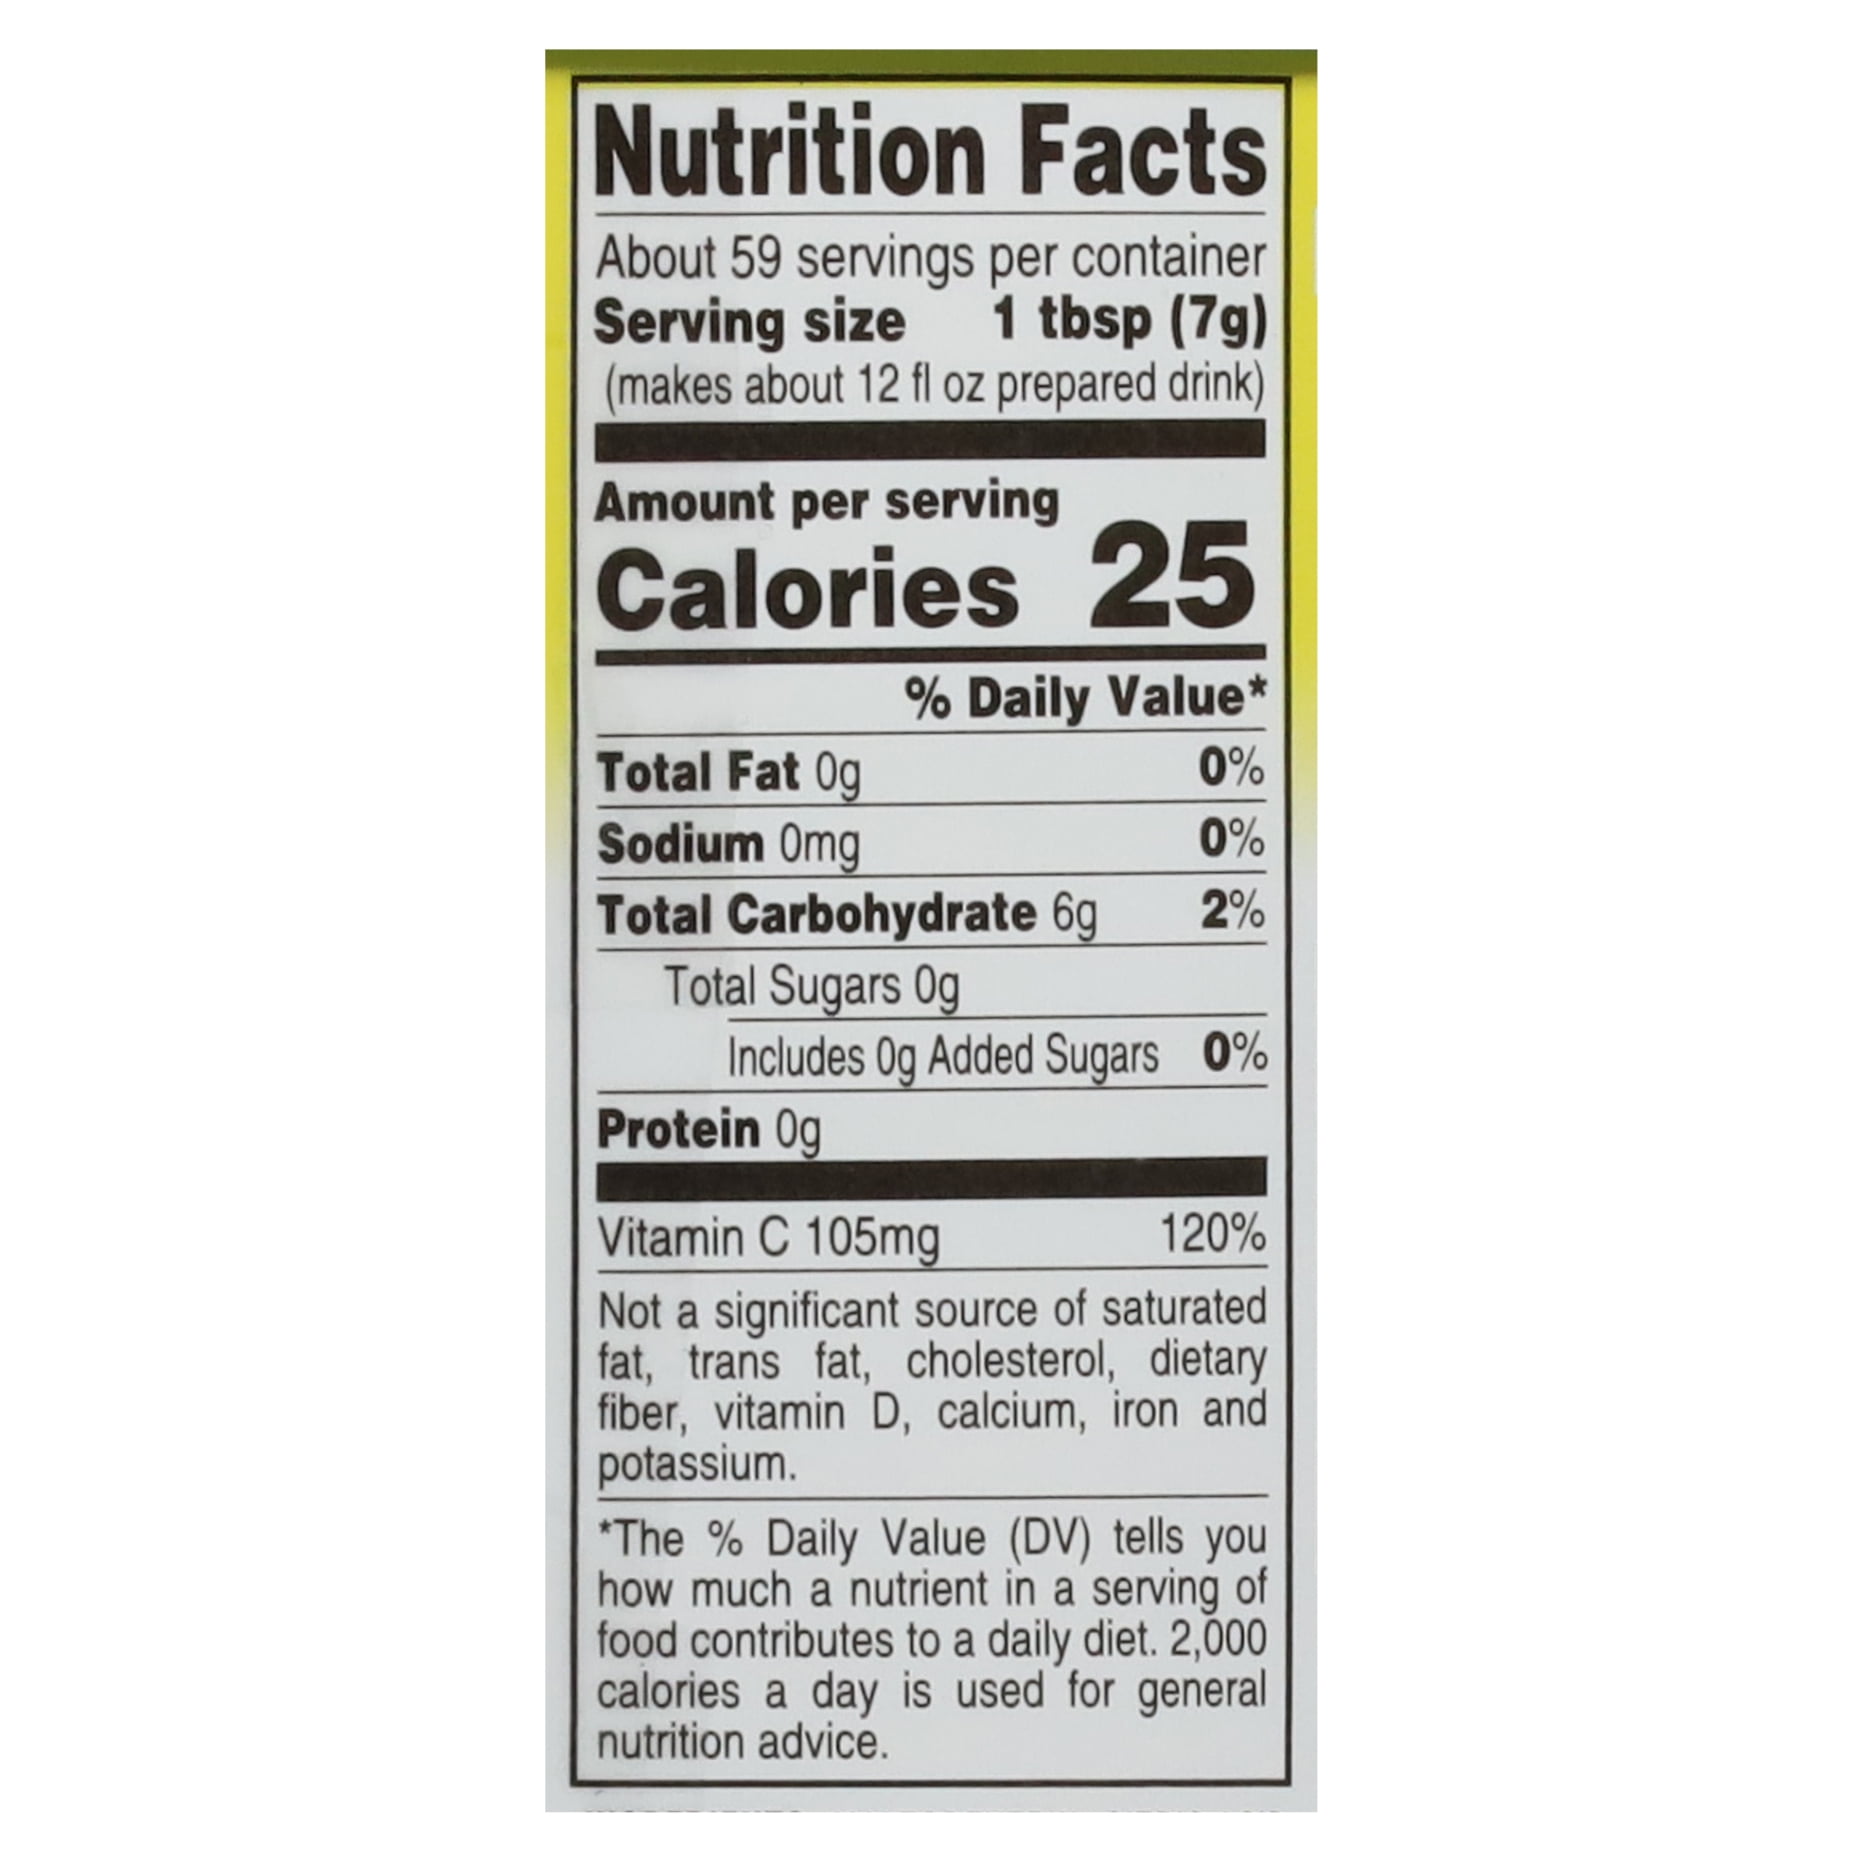 Nutrition Facts
About 59 servings per container
Serving size 1 tbsp (7g)
(makes about 12 fl oz prepared drink)
Amount per serving
Calories 25
% Daily Value*
Total Fat 0g 0%
Sodium 0mg 0%
Total Carbohydrate 6g 2%
Total Sugars 0g
Includes 0g Added Sugars 0%
Protein 0g
Vitamin C 105mg 120%
Not a significant source of saturated
fat, trans fat, cholesterol, dietary
fiber, vitamin D, calcium, iron and
potassium.
*The % Daily Value (DV) tells you
how much a nutrient in a serving of
food contributes to a daily diet. 2,000
calories a day is used for general
nutrition advice.